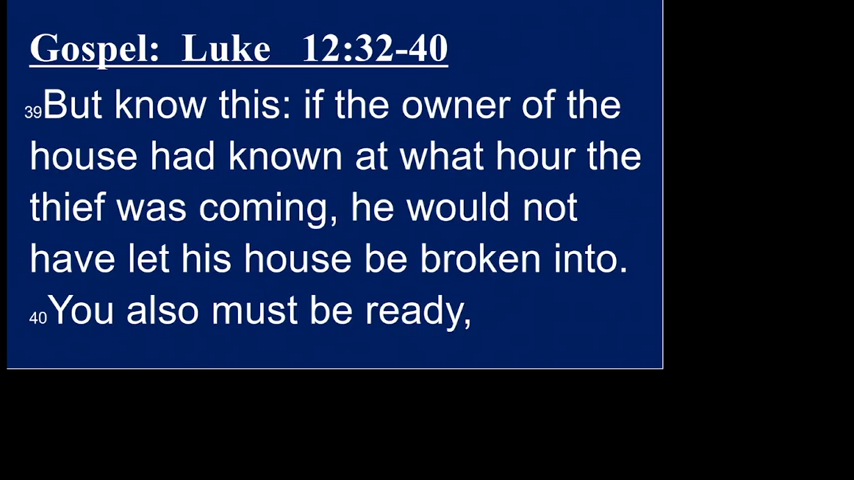 Gospel: Luke 12:32-40
39But know this: if the owner of the
house had known at what hour the
thief was coming, he would not
have let his house be broken into.
40You also must be ready,